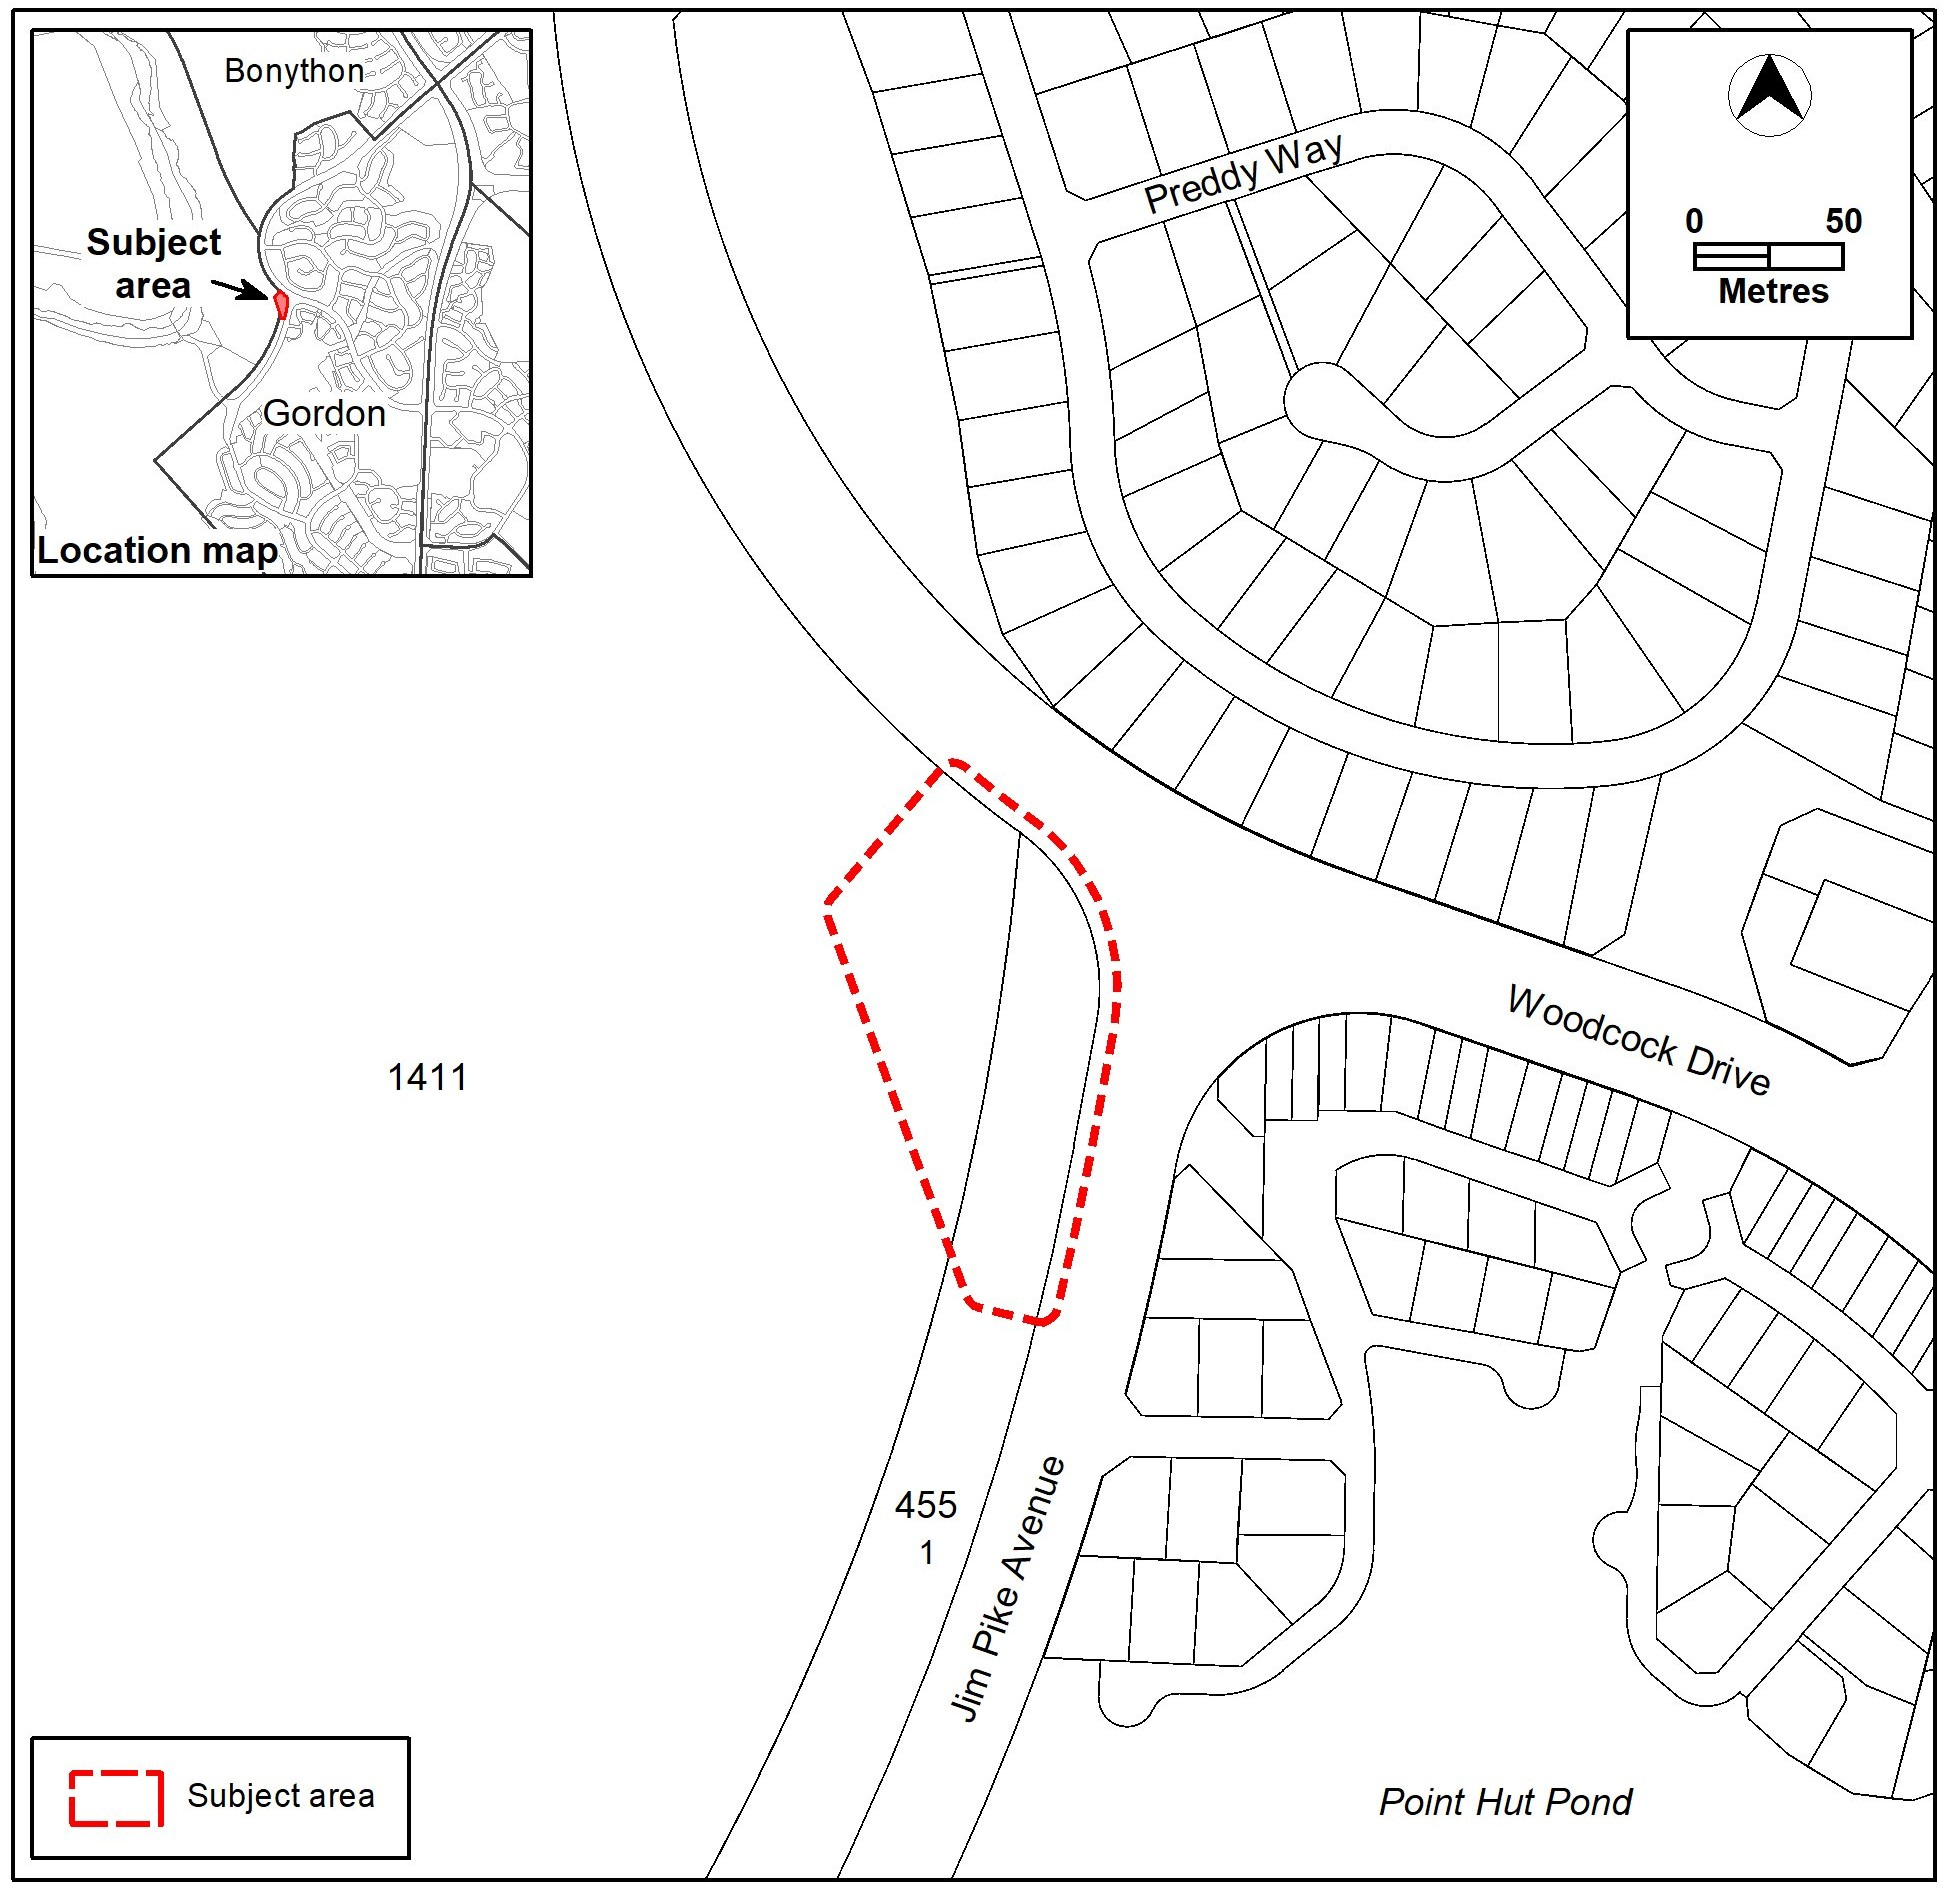 Bonython
Subject
area
Gordon
Location map
Preddy Way
0 50
Metres
Woodcock Drive
1411
455
1
Jim Pike Avenue
Subject area
Point Hut Pond